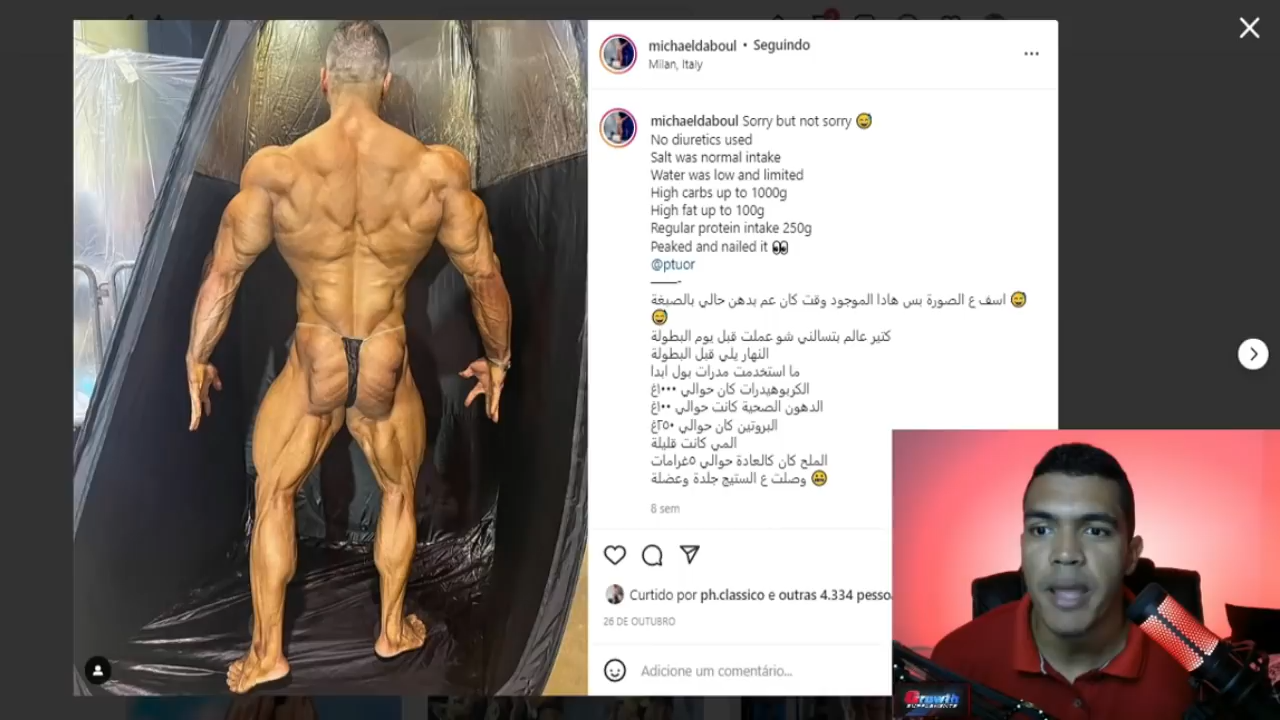 michaeldaboul • Seguindo
Milan, Italy
michaeldaboul Sorry but not sorry 😅
No diuretics used
Salt was normal intake
Water was low and limited
High carbs up to 1000g
High fat up to 100g
Regular protein intake 250g
Peaked and nailed it 👀
@ptuor
——-
اسف ع الصورة بس هادا الموجود وقت كان عم بدهن حالي بالصبغة 😅
😅
كتير عالم بتسالني شو عملت قبل يوم البطولة
النهار يلي قبل البطولة
ما استخدمت مدرات بول ابدا
الكربوهيدرات كان حوالي ١٠٠٠غ
الدهون الصحية كانت حوالي ١٠٠غ
البروتين كان حوالي ٢٥٠غ
المي كانت قليلة
الملح كان كالعادة حوالي ٥غرامات
وصلت ع الستيج جلدة وعضلة 😬
8 sem
Curtido por ph.classico e outras 4.334 pesso
26 DE OUTUBRO
Adicione um comentário...
Growth
SUPPLEMENTS